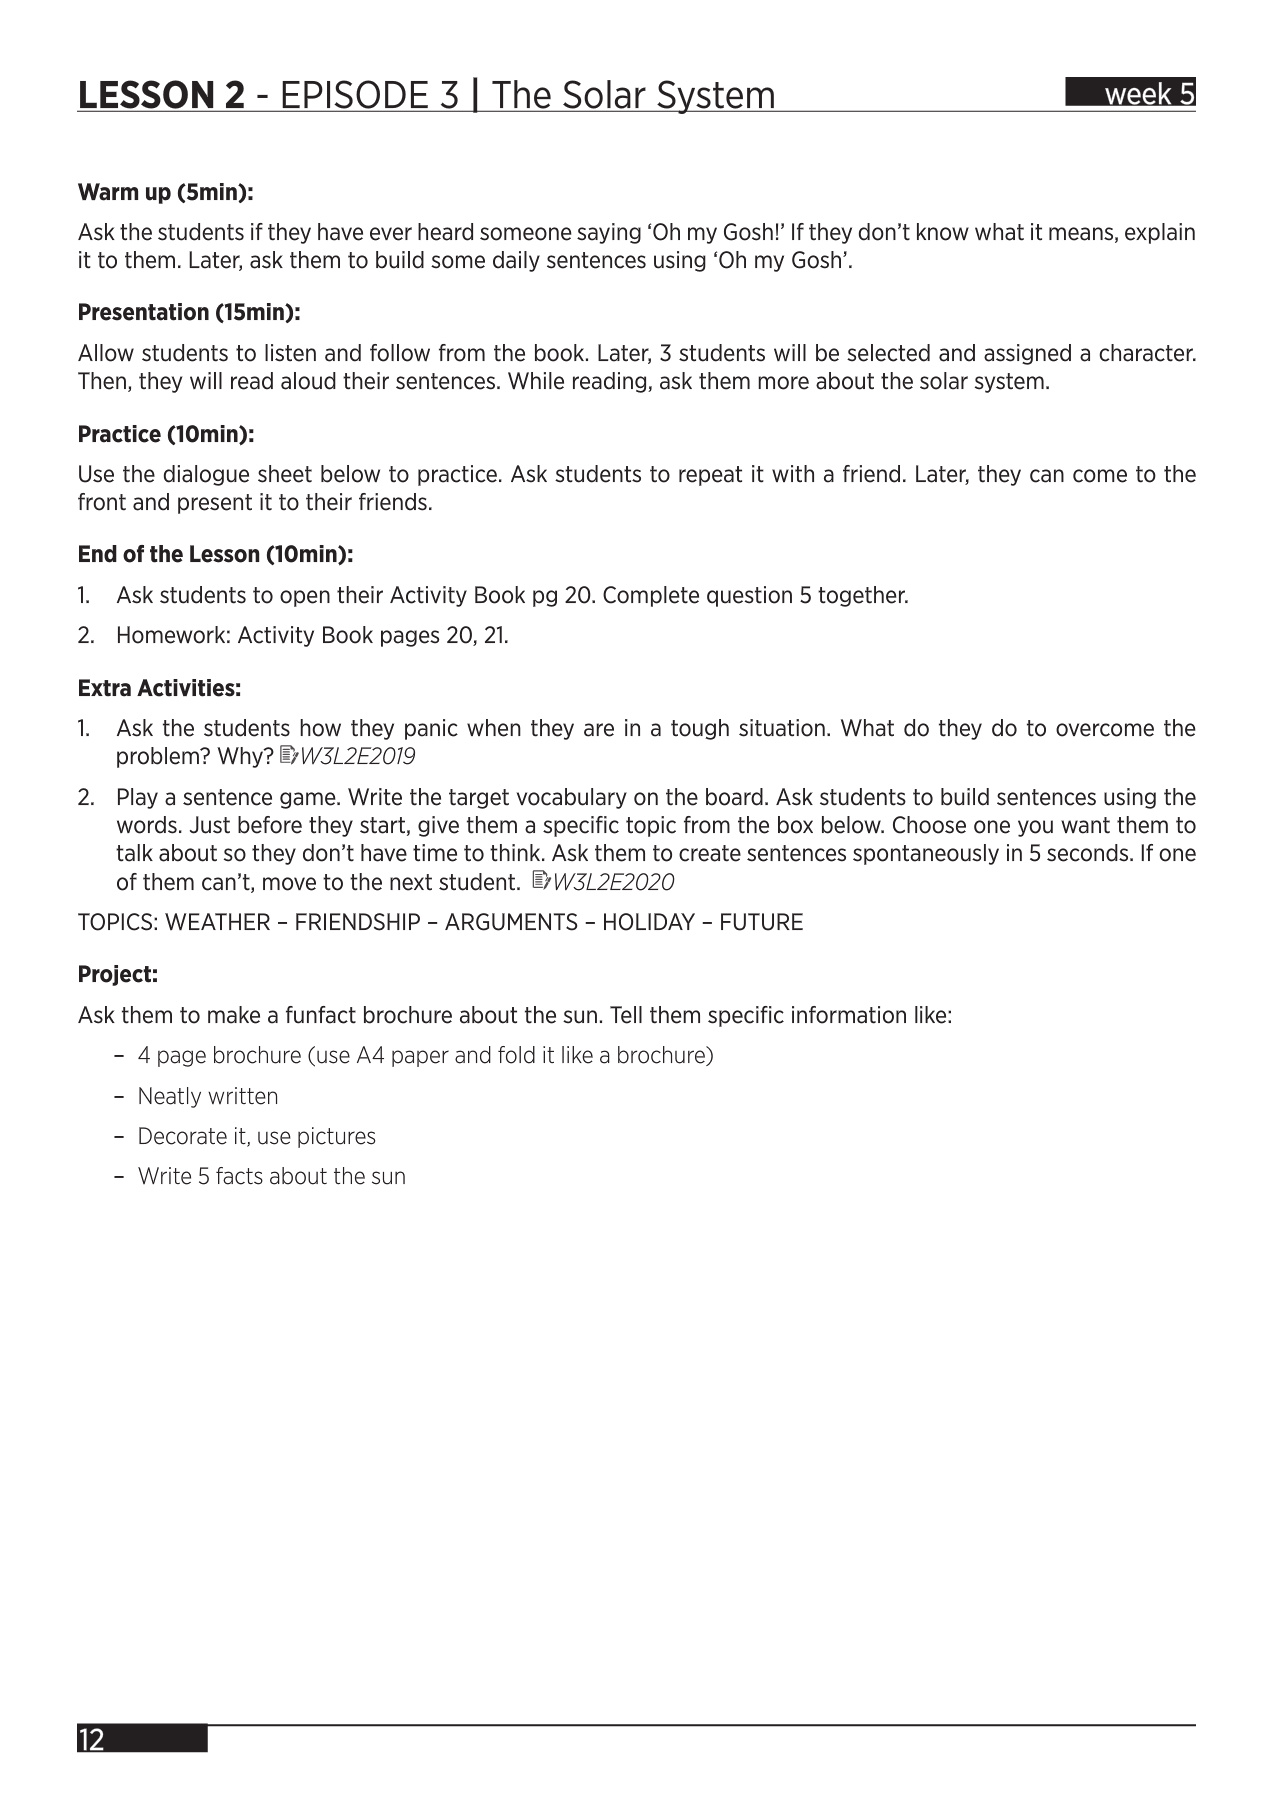 LESSON 2 - EPISODE 3 | The Solar System
week 5
Warm up (5min):
Ask the students if they have ever heard someone saying ‘Oh my Gosh!’ If they don’t know what it means, explain
it to them. Later, ask them to build some daily sentences using ‘Oh my Gosh’.
Presentation (15min):
Allow students to listen and follow from the book. Later, 3 students will be selected and assigned a character.
Then, they will read aloud their sentences. While reading, ask them more about the solar system.
Practice (10min):
Use the dialogue sheet below to practice. Ask students to repeat it with a friend. Later, they can come to the
front and present it to their friends.
End of the Lesson (10min):
1. Ask students to open their Activity Book pg 20. Complete question 5 together.
2. Homework: Activity Book pages 20, 21.
Extra Activities:
1. Ask the students how they panic when they are in a tough situation. What do they do to overcome the
problem? Why? W3L2E2019
2. Play a sentence game. Write the target vocabulary on the board. Ask students to build sentences using the
words. Just before they start, give them a specific topic from the box below. Choose one you want them to
talk about so they don’t have time to think. Ask them to create sentences spontaneously in 5 seconds. If one
of them can’t, move to the next student. W3L2E2020
TOPICS: WEATHER – FRIENDSHIP – ARGUMENTS – HOLIDAY – FUTURE
Project:
Ask them to make a funfact brochure about the sun. Tell them specific information like:
– 4 page brochure (use A4 paper and fold it like a brochure)
– Neatly written
– Decorate it, use pictures
– Write 5 facts about the sun
12